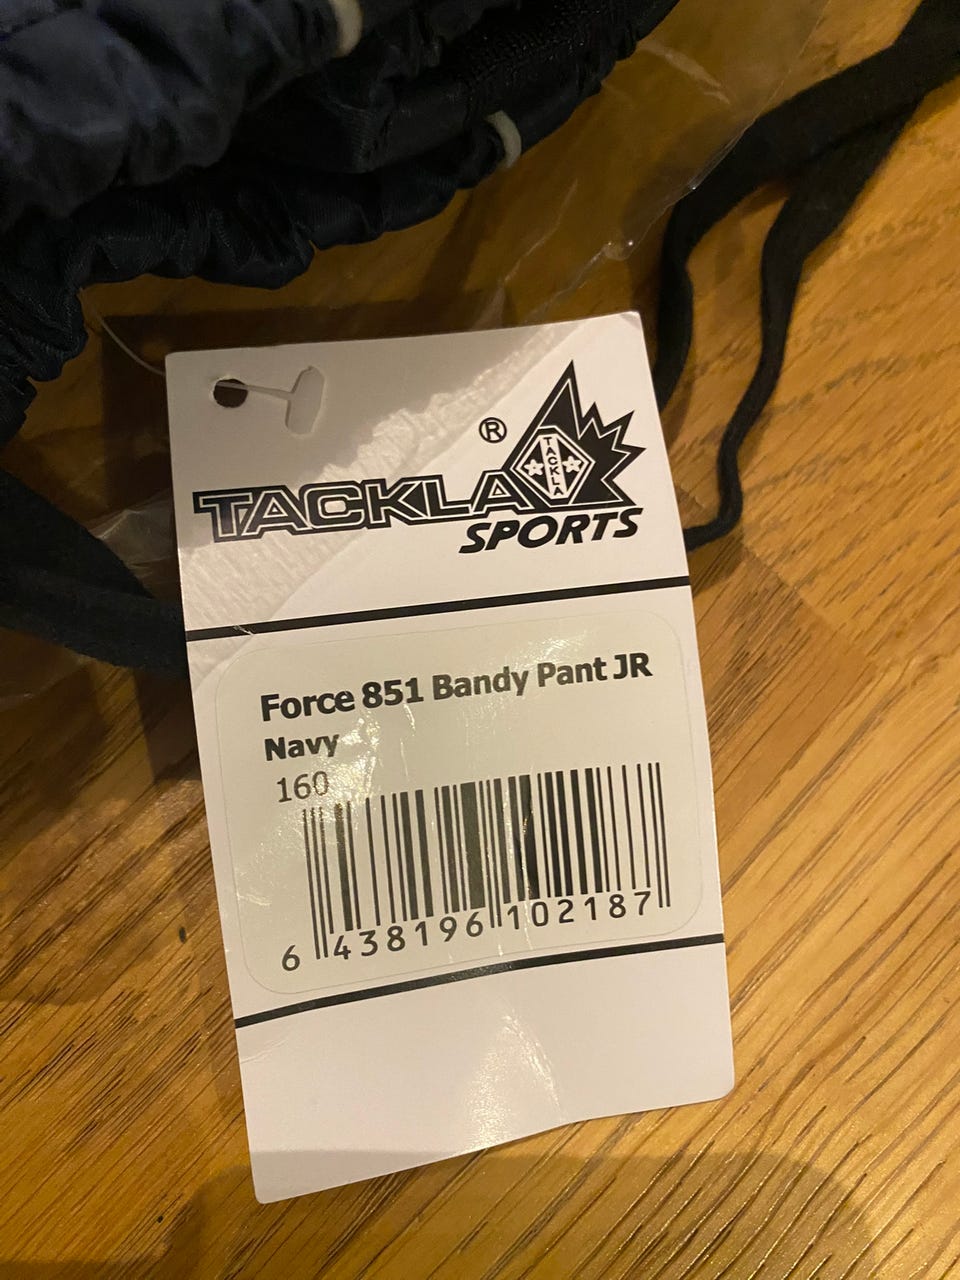 ®
TACKLA
TACKLA
SPORTS
Force 851 Bandy Pant JR
Navy
160
6 438196 102187